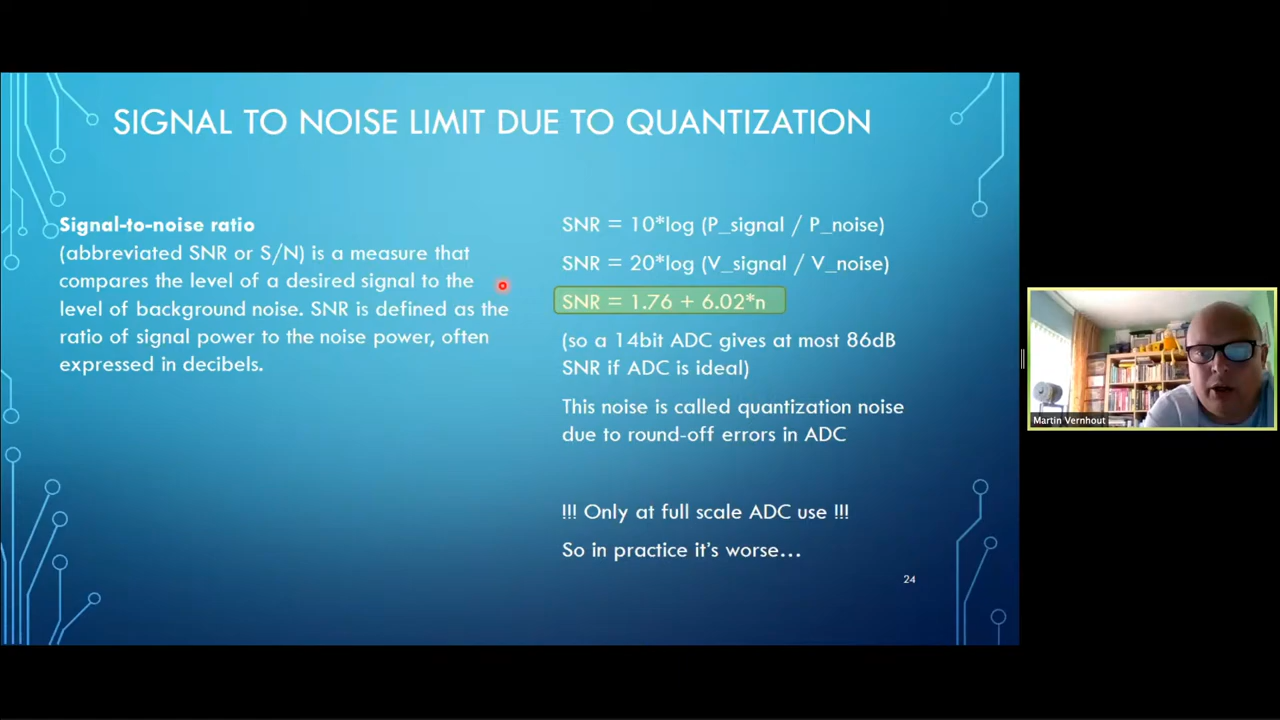 SIGNAL TO NOISE LIMIT DUE TO QUANTIZATION
Signal-to-noise ratio
(abbreviated SNR or S/N) is a measure that
compares the level of a desired signal to the
level of background noise. SNR is defined as the
ratio of signal power to the noise power, often
expressed in decibels.
SNR = 10*log (P_signal / P_noise)
SNR = 20*log (V_signal / V_noise)
SNR = 1.76 + 6.02*n
(so a 14bit ADC gives at most 86dB
SNR if ADC is ideal)
This noise is called quantization noise
due to round-off errors in ADC
!!! Only at full scale ADC use !!!
So in practice it's worse...
24
Martin Vernhout